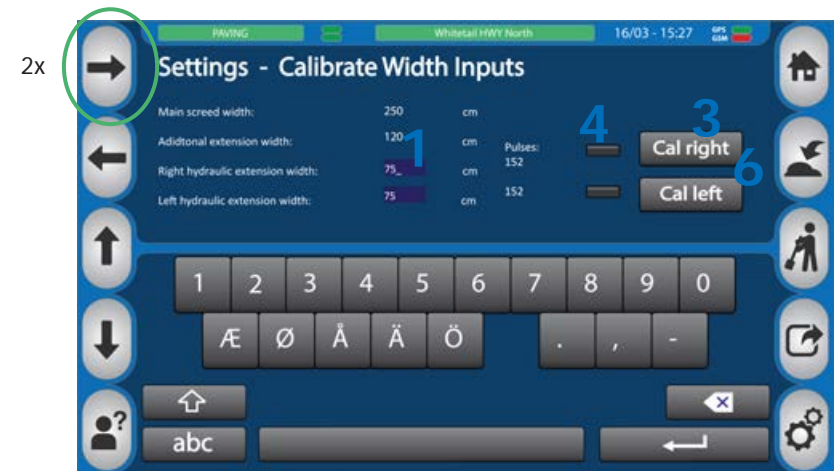 2x
PAVING
Whitetail HWY North
16/03 - 15:27
GPS
GSM
Settings - Calibrate Width Inputs
Main screed width: 250 cm
Adidtonal extension width: 120 cm
Pulses:
Right hydraulic extension width: 75_ cm 152
Left hydraulic extension width: 75 cm 152
1
4
3
Cal right
6
Cal left
1 2 3 4 5 6 7 8 9 0
Æ Ø Å Ä Ö . , -
?
abc